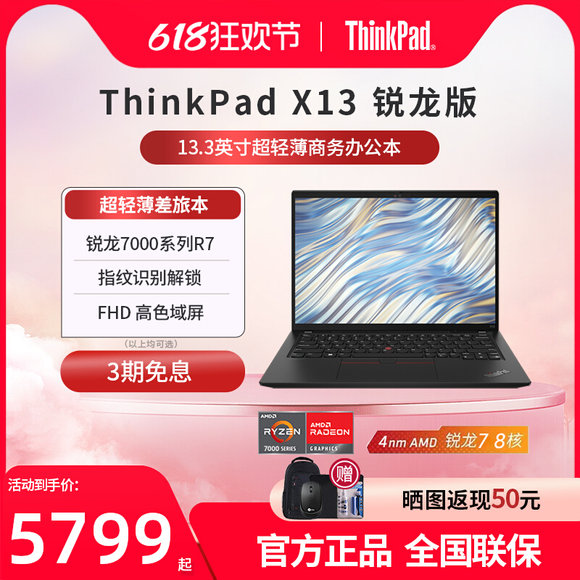 618狂欢节 ThinkPad
ThinkPad X13 锐龙版
13.3英寸超轻薄商务办公本
超轻薄差旅本
锐龙7000系列R7
指纹识别解锁
FHD 高色域屏
(以上均可选)
3期免息
AMD
RYZEN
7000 SERIES
AMD
RADEON
GRAPHICS
4nm AMD 锐龙7 8核
赠
晒图返现50元
活动到手价:
5799起
官方正品 全国联保